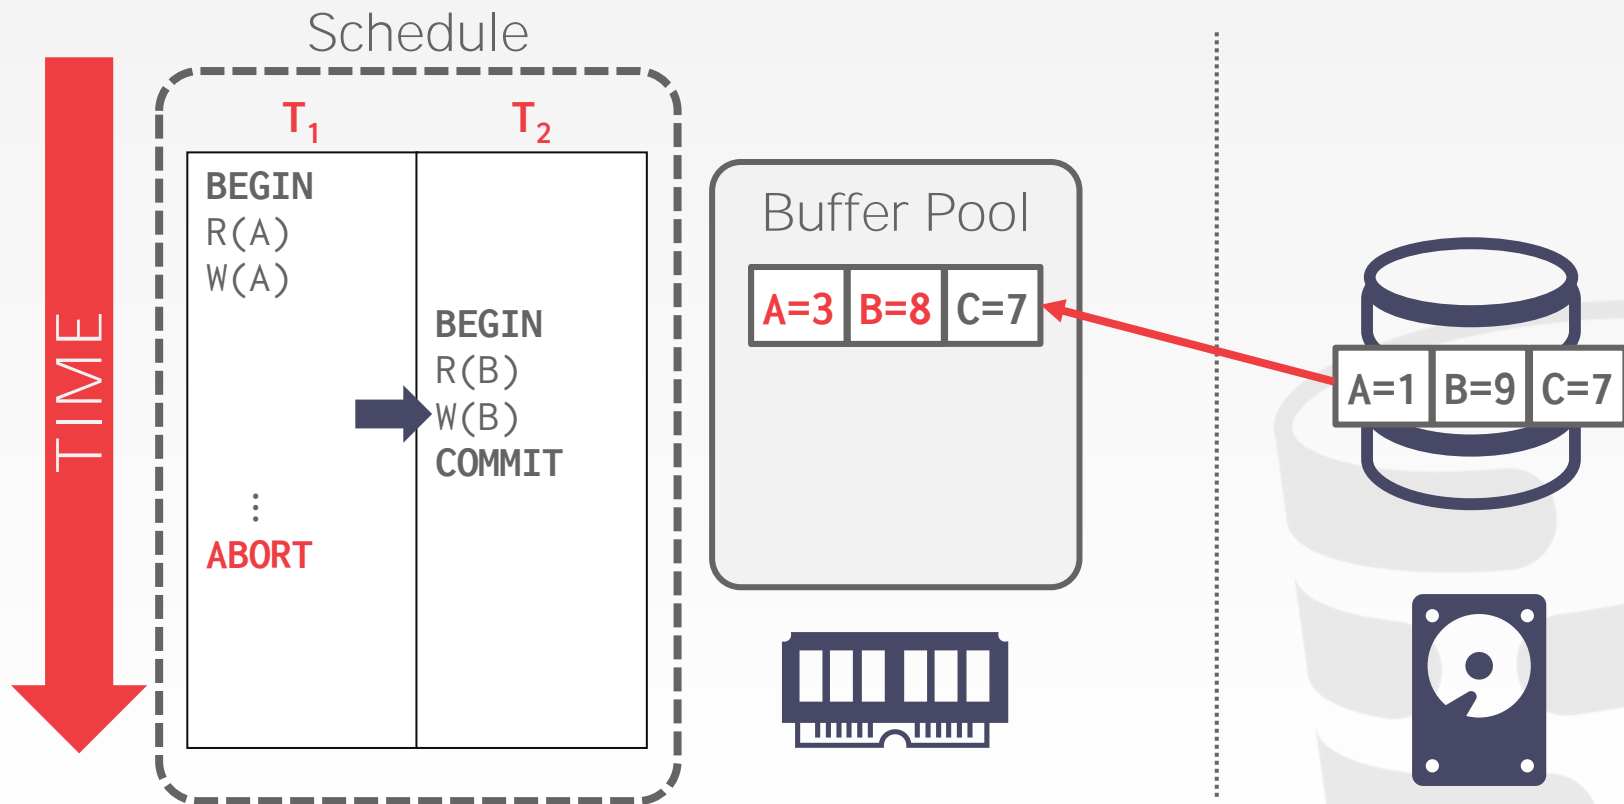 Schedule
TIME
T₁ T₂
BEGIN
R(A)
W(A)
BEGIN
R(B)
W(B)
COMMIT
⋮
ABORT
Buffer Pool
A=3 B=8 C=7
A=1 B=9 C=7